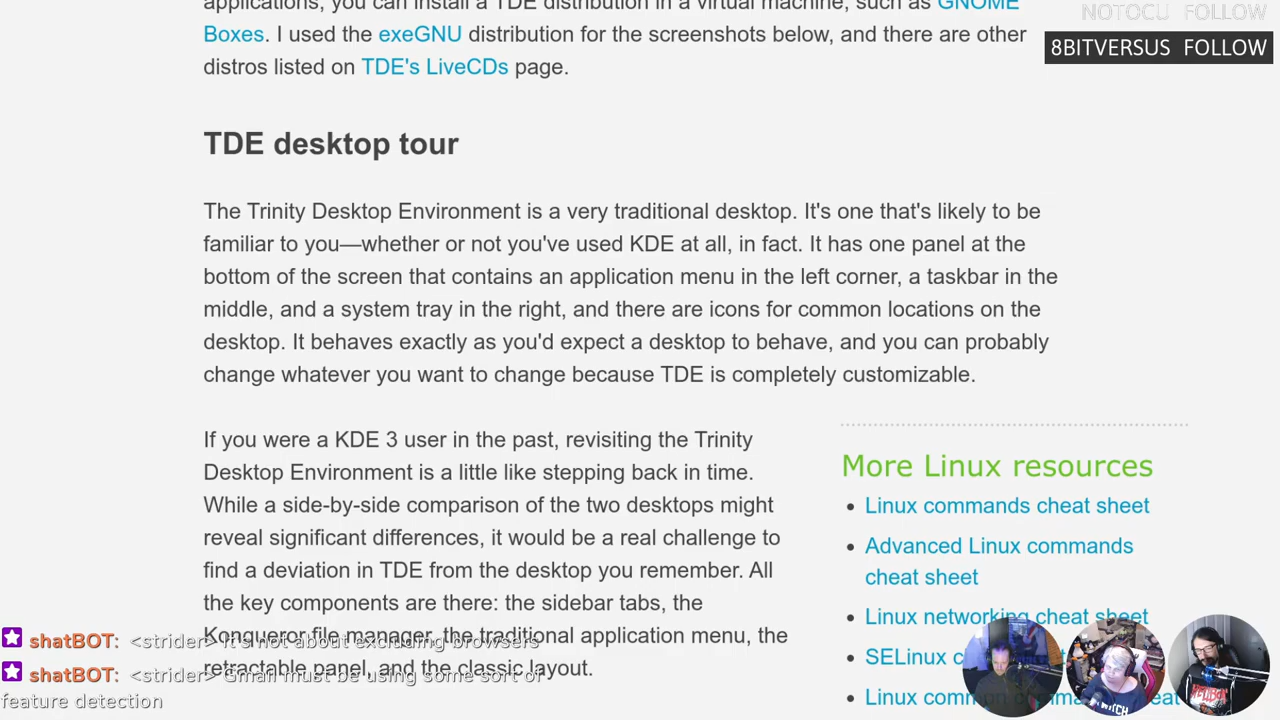 applications, you can install a TDE distribution in a virtual machine, such as GNOME
Boxes. I used the exeGNU distribution for the screenshots below, and there are other
distros listed on TDE's LiveCDs page.
NOTOCU FOLLOW
8BITVERSUS FOLLOW
TDE desktop tour
The Trinity Desktop Environment is a very traditional desktop. It's one that's likely to be
familiar to you—whether or not you've used KDE at all, in fact. It has one panel at the
bottom of the screen that contains an application menu in the left corner, a taskbar in the
middle, and a system tray in the right, and there are icons for common locations on the
desktop. It behaves exactly as you'd expect a desktop to behave, and you can probably
change whatever you want to change because TDE is completely customizable.
If you were a KDE 3 user in the past, revisiting the Trinity
Desktop Environment is a little like stepping back in time.
While a side-by-side comparison of the two desktops might
reveal significant differences, it would be a real challenge to
find a deviation in TDE from the desktop you remember. All
the key components are there: the sidebar tabs, the
Konqueror file manager, the traditional application menu, the
retractable panel, and the classic layout.
More Linux resources
Linux commands cheat sheet
Advanced Linux commands
cheat sheet
Linux networking cheat sheet
SELinux
Linux common
shatBOT: <strider> It's not about excluding browsers
shatBOT: <strider> Gmail must be using some sort of
feature detection